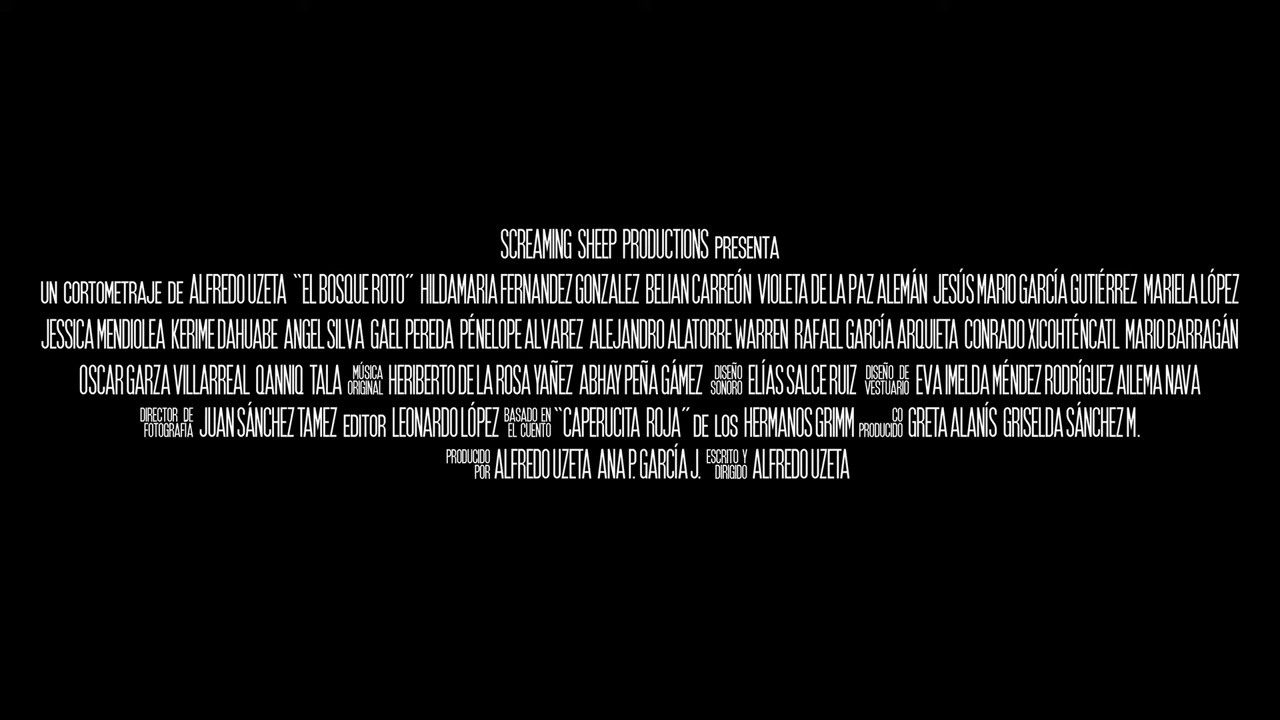 SCREAMING SHEEP PRODUCTIONS PRESENTA
UN CORTOMETRAJE DE ALFREDO UZETA "EL BOSQUE ROTO" HILDAMARIA FERNANDEZ GONZALEZ BELIAN CARREÓN VIOLETA DE LA PAZ ALEMÁN JESÚS MARIO GARCÍA GUTIÉRREZ MARIELA LÓPEZ
JESSICA MENDIOLEA KERIME DAHUABE ANGEL SILVA GAEL PEREDA PÉNELOPE ALVAREZ ALEJANDRO ALATORRE WARREN RAFAEL GARCÍA ARQUIETA CONRADO XICOHTÉNCATL MARIO BARRAGÁN
OSCAR GARZA VILLARREAL QANNIQ TALA MÚSICA ORIGINAL HERIBERTO DE LA ROSA YAÑEZ ABHAY PEÑA GÁMEZ DISEÑO SONORO ELÍAS SALCE RUIZ DISEÑO DE VESTUARIO EVA IMELDA MÉNDEZ RODRÍGUEZ AILEMA NAVA
DIRECTOR DE FOTOGRAFÍA JUAN SÁNCHEZ TAMEZ EDITOR LEONARDO LÓPEZ BASADO EN EL CUENTO "CAPERUCITA ROJA" DE LOS HERMANOS GRIMM CO PRODUCIDO GRETA ALANÍS GRISELDA SÁNCHEZ M.
PRODUCIDO POR ALFREDO UZETA ANA P. GARCÍA J. ESCRITO Y DIRIGIDO ALFREDO UZETA